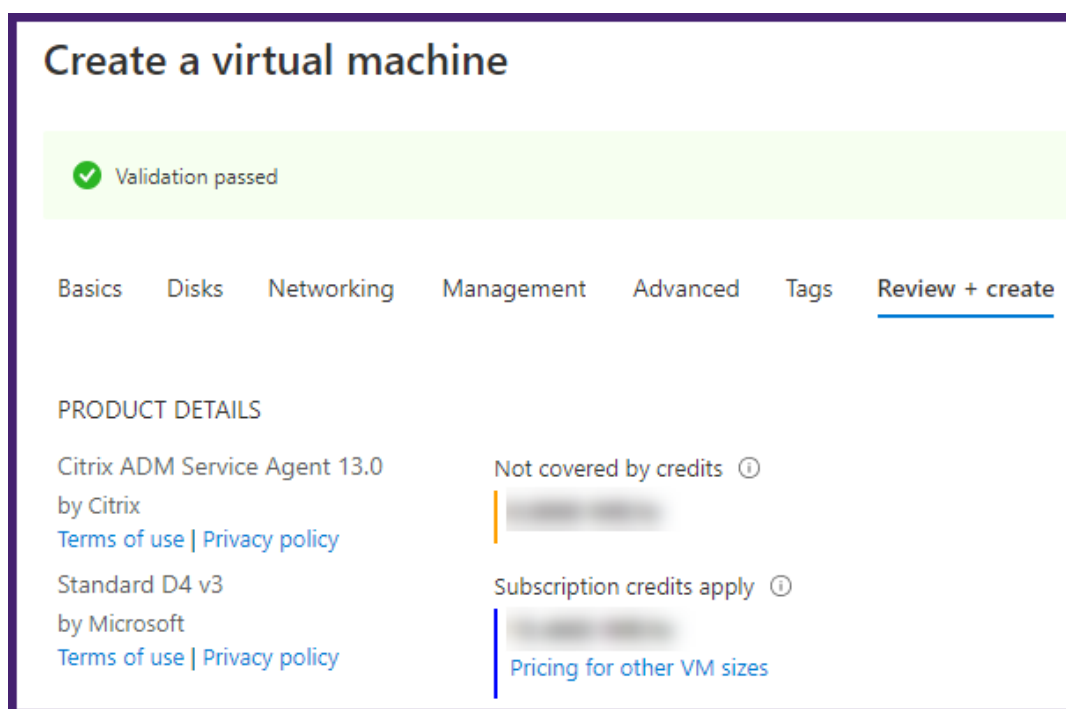 Create a virtual machine
Validation passed
Basics Disks Networking Management Advanced Tags Review + create
PRODUCT DETAILS
Citrix ADM Service Agent 13.0
by Citrix
Terms of use | Privacy policy
Not covered by credits
Standard D4 v3
by Microsoft
Terms of use | Privacy policy
Subscription credits apply
Pricing for other VM sizes